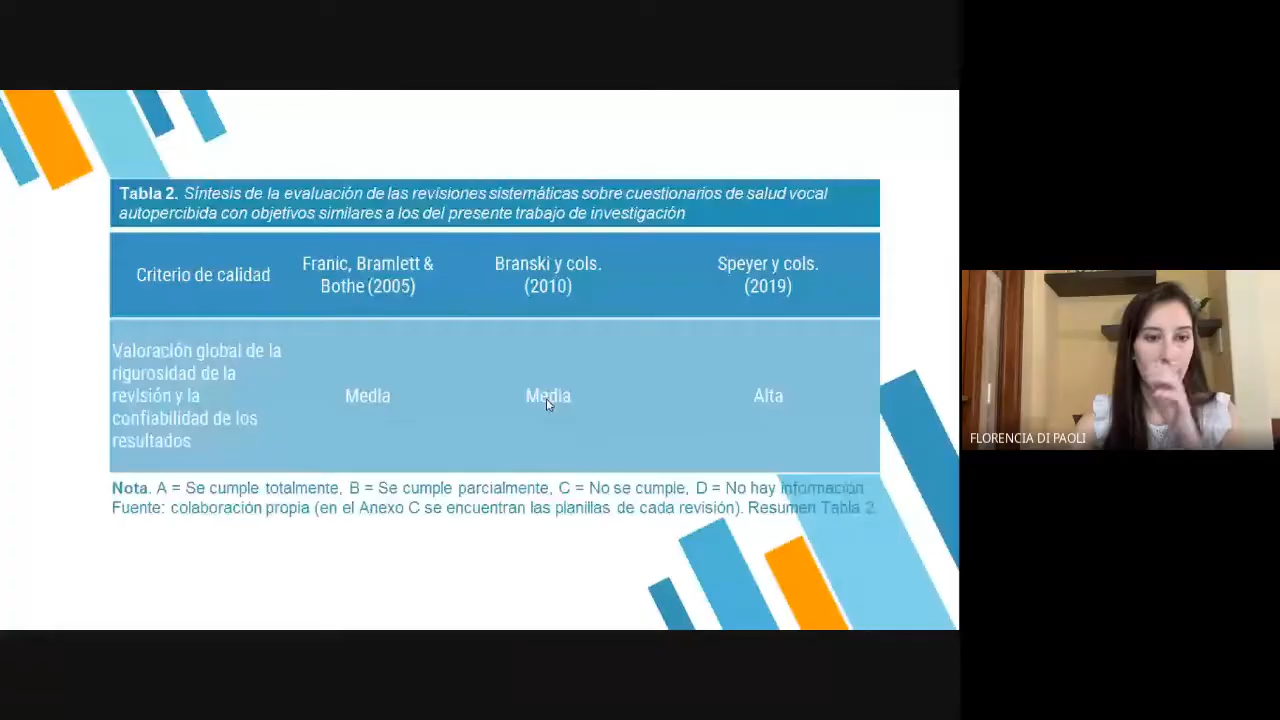 Tabla 2. Síntesis de la evaluación de las revisiones sistemáticas sobre cuestionarios de salud vocal
autopercibida con objetivos similares a los del presente trabajo de investigación
Criterio de calidad
Franic, Bramlett &
Bothe (2005)
Branski y cols.
(2010)
Speyer y cols.
(2019)
Valoración global de la
rigurosidad de la
revisión y la
confiabilidad de los
resultados
Media
Media
Alta
Nota. A = Se cumple totalmente, B = Se cumple parcialmente, C = No se cumple, D = No hay información
Fuente: colaboración propia (en el Anexo C se encuentran las planillas de cada revisión). Resumen Tabla 2.
FLORENCIA DI PAOLI